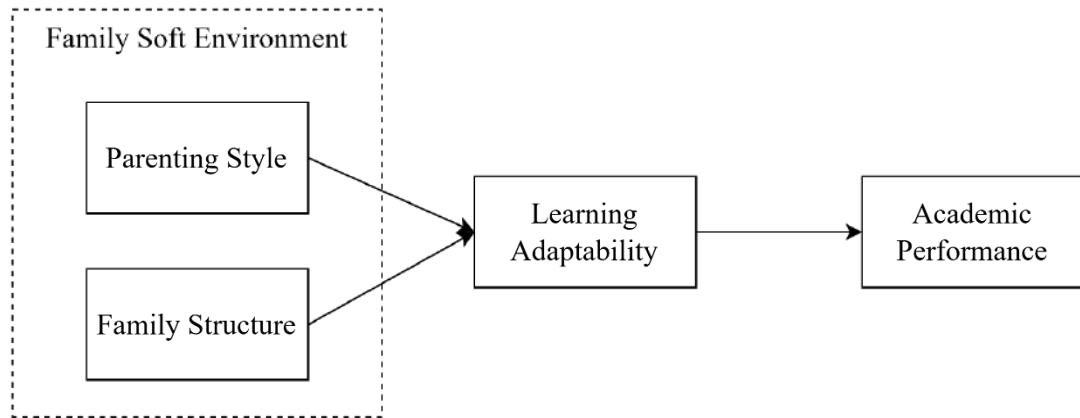 Family Soft Environment
Parenting Style
Family Structure
Learning
Adaptability
Academic
Performance